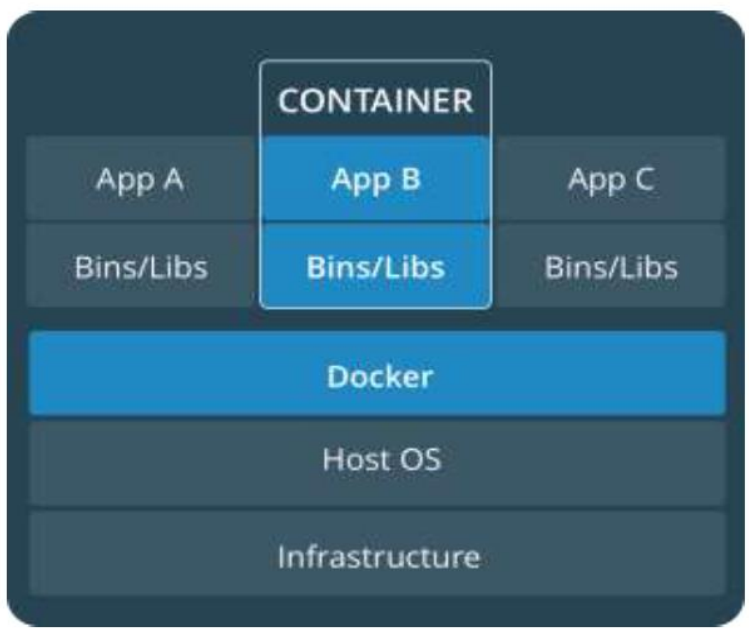 CONTAINER
App A
App B
App C
Bins/Libs
Bins/Libs
Bins/Libs
Docker
Host OS
Infrastructure